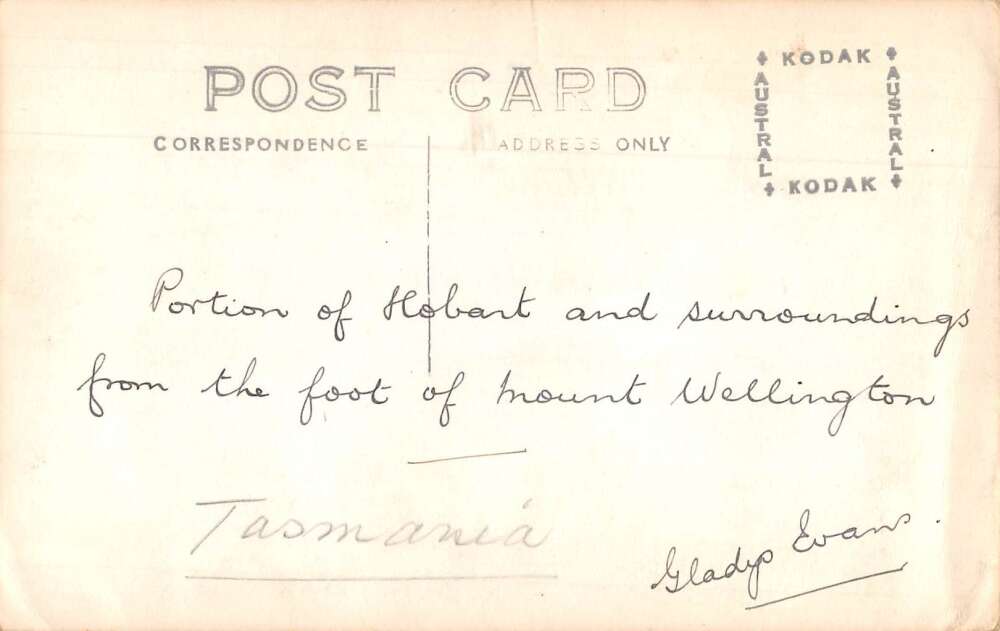 POST CARD
CORRESPONDENCE
ADDRESS ONLY
KODAK
AUSTRAL
AUSTRAL
KODAK
Portion of Hobart and surroundings
from the foot of Mount Wellington
Tasmania
Gladys Evans.